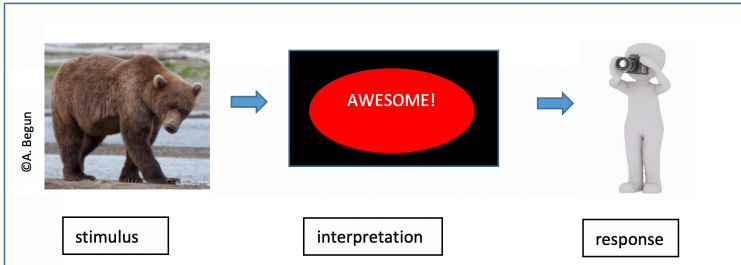 ©A. Begun
AWESOME!
stimulus
interpretation
response